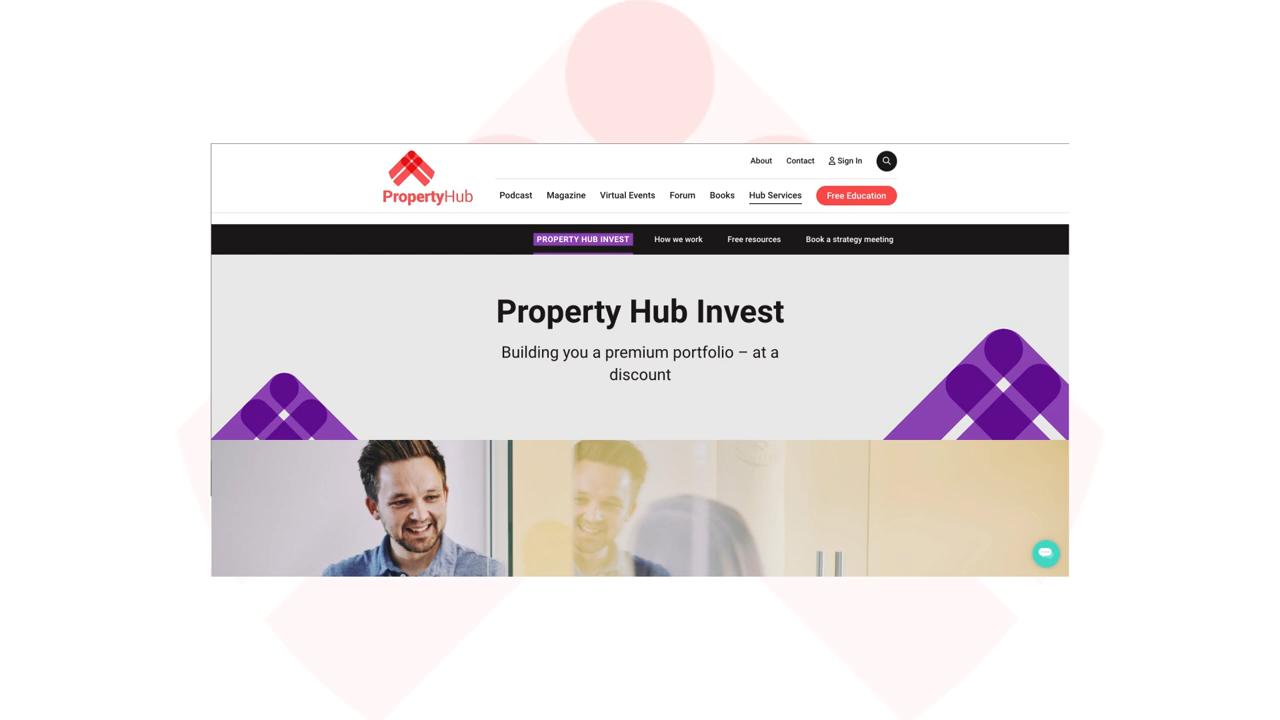 About Contact Sign In
PropertyHub
Podcast Magazine Virtual Events Forum Books Hub Services Free Education
PROPERTY HUB INVEST How we work Free resources Book a strategy meeting
Property Hub Invest
Building you a premium portfolio – at a
discount